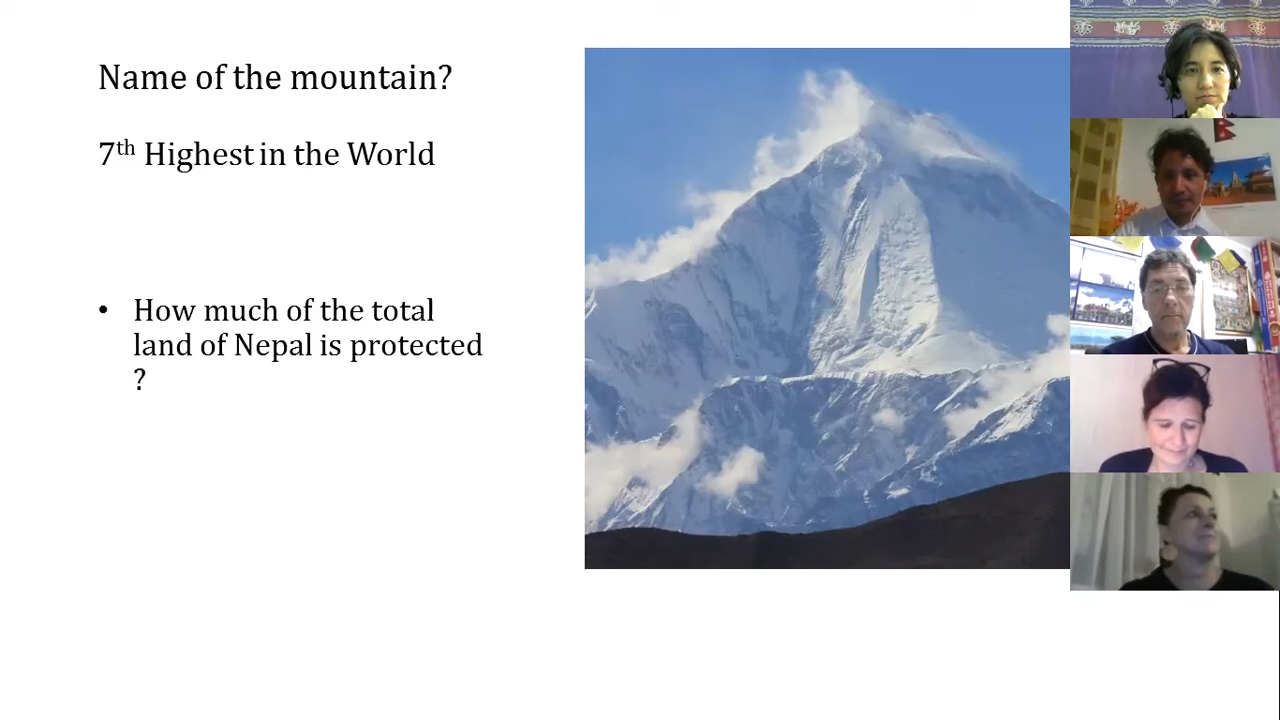 Name of the mountain?
7th Highest in the World
• How much of the total
land of Nepal is protected
?